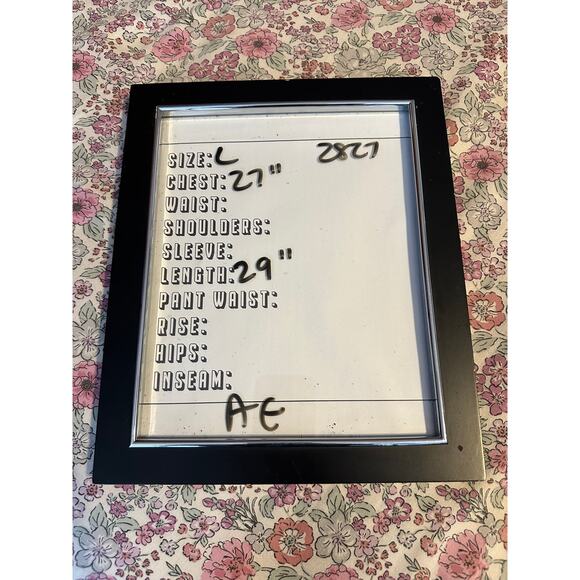 SIZE: L 2827
CHEST: 27"
WAIST:
SHOULDERS:
SLEEVE:
LENGTH: 29"
PANT WAIST:
RISE:
HIPS:
INSEAM:
AE